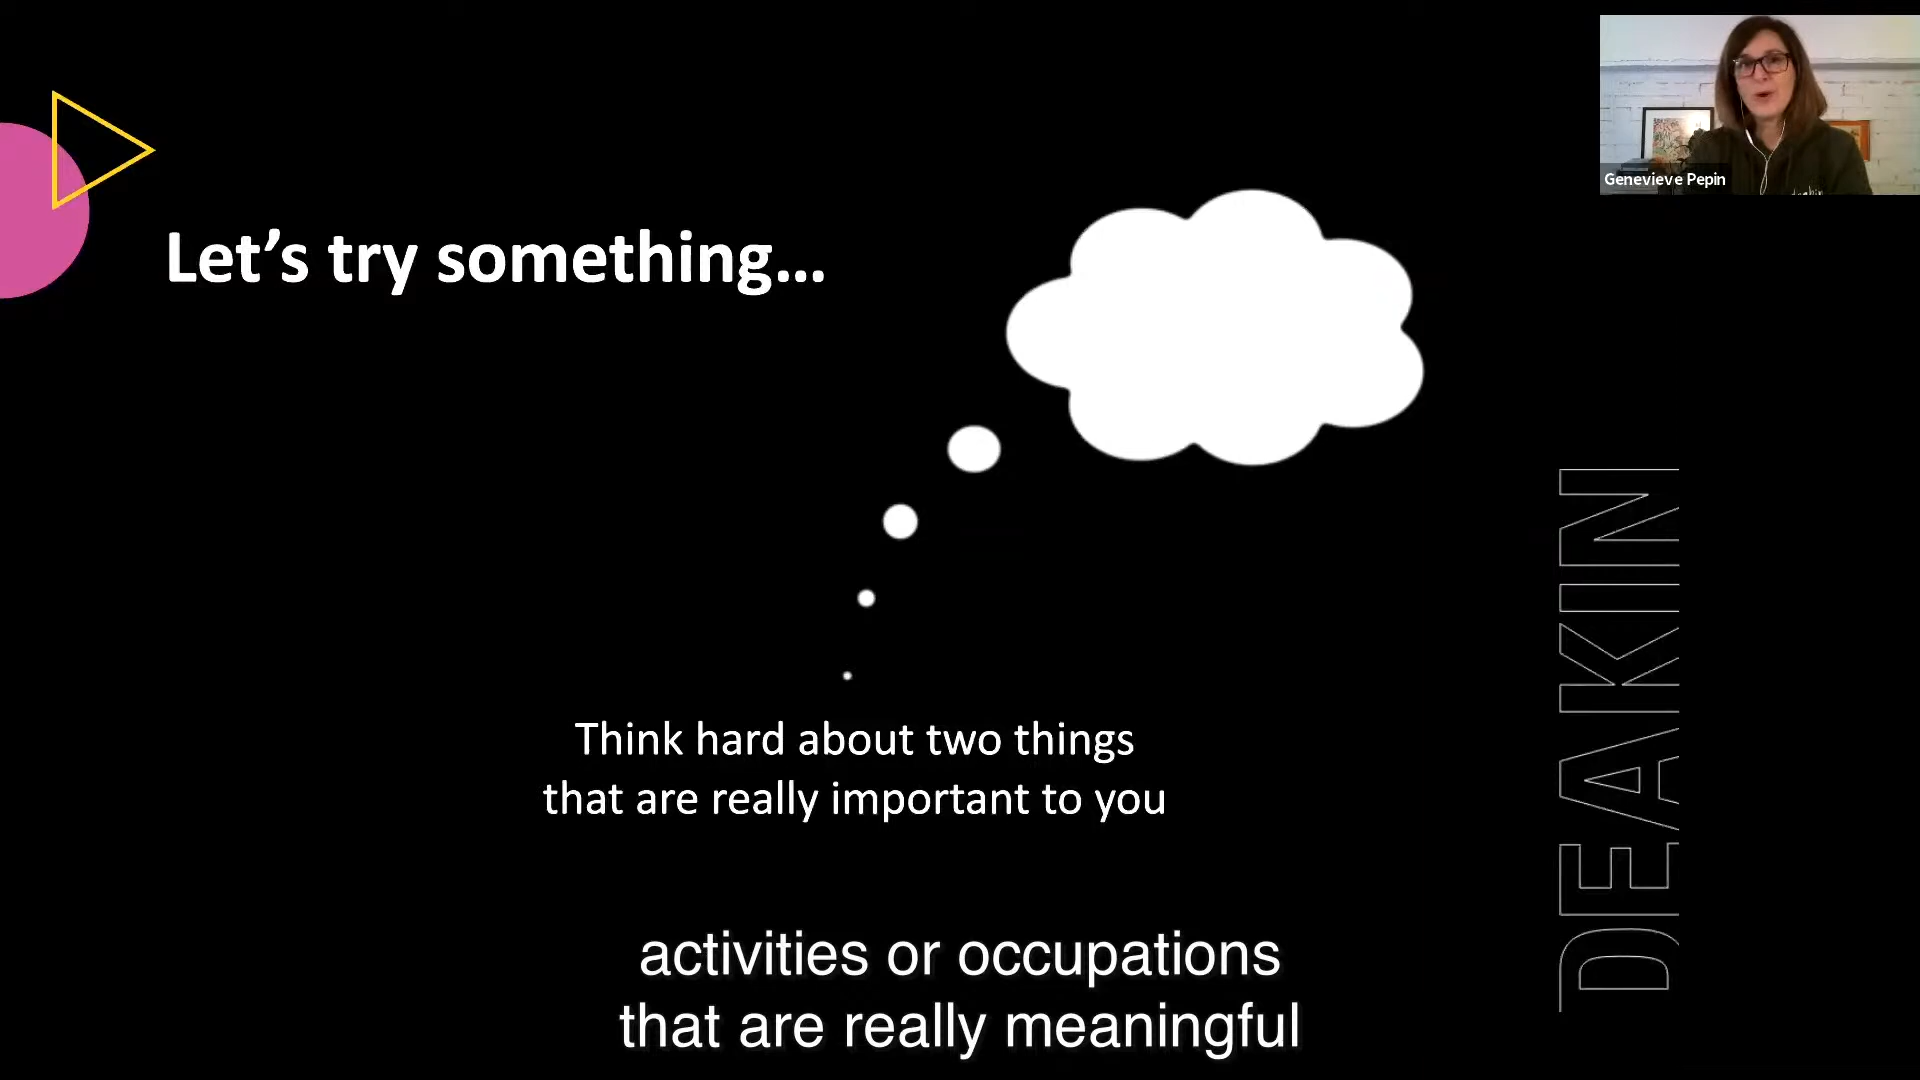 Genevieve Pepin
Let’s try something...
Think hard about two things
that are really important to you
DEAKIN
activities or occupations
that are really meaningful